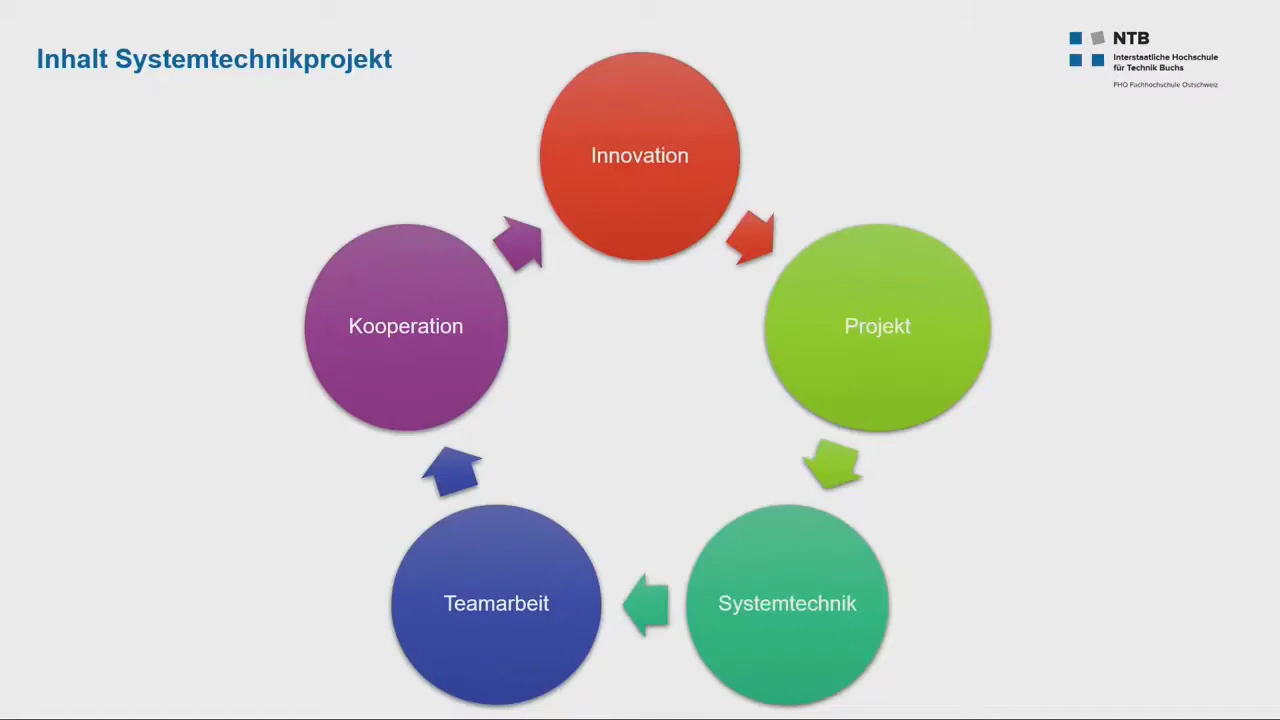 Inhalt Systemtechnikprojekt
NTB
Interstaatliche Hochschule
für Technik Buchs
FHO Fachhochschule Ostschweiz
Innovation
Projekt
Systemtechnik
Teamarbeit
Kooperation